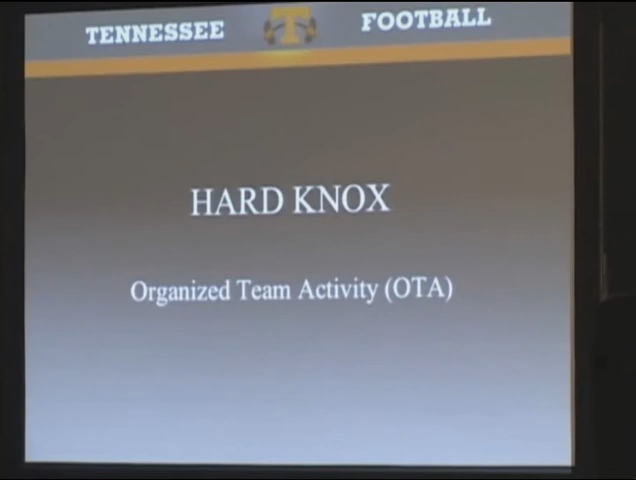 TENNESSEE T FOOTBALL
HARD KNOX
Organized Team Activity (OTA)